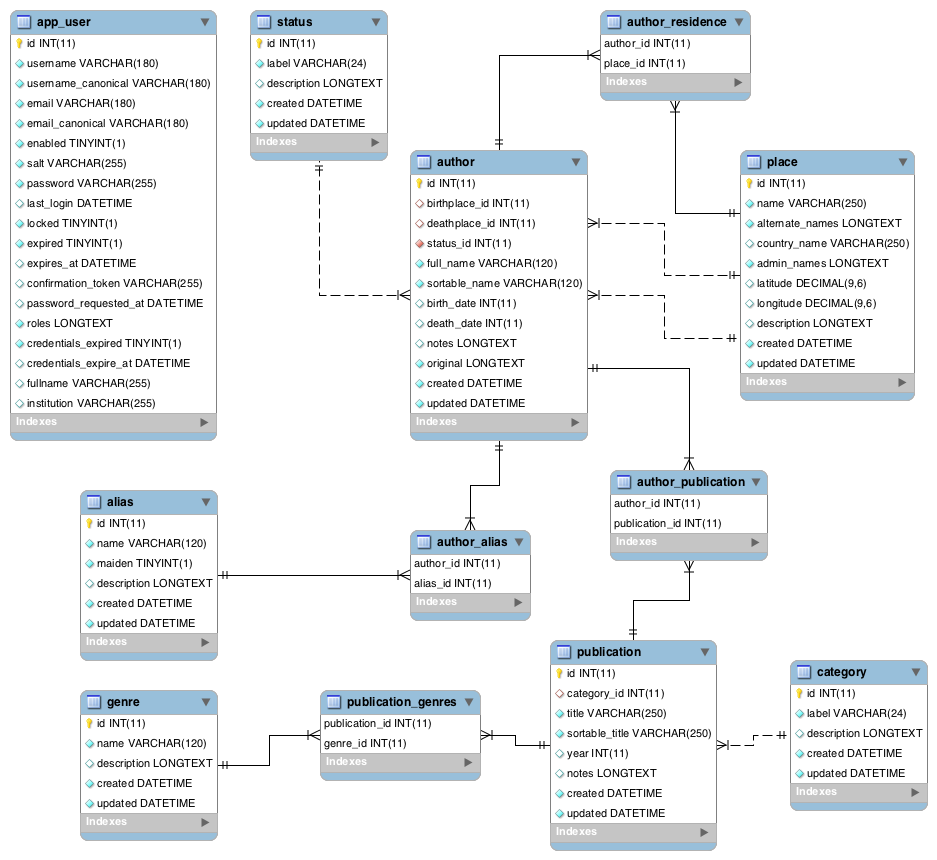 app_user
id INT(11)
username VARCHAR(180)
username_canonical VARCHAR(180)
email VARCHAR(180)
email_canonical VARCHAR(180)
enabled TINYINT(1)
salt VARCHAR(255)
password VARCHAR(255)
last_login DATETIME
locked TINYINT(1)
expired TINYINT(1)
expires_at DATETIME
confirmation_token VARCHAR(255)
password_requested_at DATETIME
roles LONGTEXT
credentials_expired TINYINT(1)
credentials_expire_at DATETIME
fullname VARCHAR(255)
institution VARCHAR(255)
Indexes
status
id INT(11)
label VARCHAR(24)
description LONGTEXT
created DATETIME
updated DATETIME
Indexes
author_residence
author_id INT(11)
place_id INT(11)
Indexes
author
id INT(11)
birthplace_id INT(11)
deathplace_id INT(11)
status_id INT(11)
full_name VARCHAR(120)
sortable_name VARCHAR(120)
birth_date INT(11)
death_date INT(11)
notes LONGTEXT
original LONGTEXT
created DATETIME
updated DATETIME
Indexes
place
id INT(11)
name VARCHAR(250)
alternate_names LONGTEXT
country_name VARCHAR(250)
admin_names LONGTEXT
latitude DECIMAL(9,6)
longitude DECIMAL(9,6)
description LONGTEXT
created DATETIME
updated DATETIME
Indexes
alias
id INT(11)
name VARCHAR(120)
maiden TINYINT(1)
description LONGTEXT
created DATETIME
updated DATETIME
Indexes
author_alias
author_id INT(11)
alias_id INT(11)
Indexes
author_publication
author_id INT(11)
publication_id INT(11)
Indexes
genre
id INT(11)
name VARCHAR(120)
description LONGTEXT
created DATETIME
updated DATETIME
Indexes
publication_genres
publication_id INT(11)
genre_id INT(11)
Indexes
publication
id INT(11)
category_id INT(11)
title VARCHAR(250)
sortable_title VARCHAR(250)
year INT(11)
notes LONGTEXT
created DATETIME
updated DATETIME
Indexes
category
id INT(11)
label VARCHAR(24)
description LONGTEXT
created DATETIME
updated DATETIME
Indexes